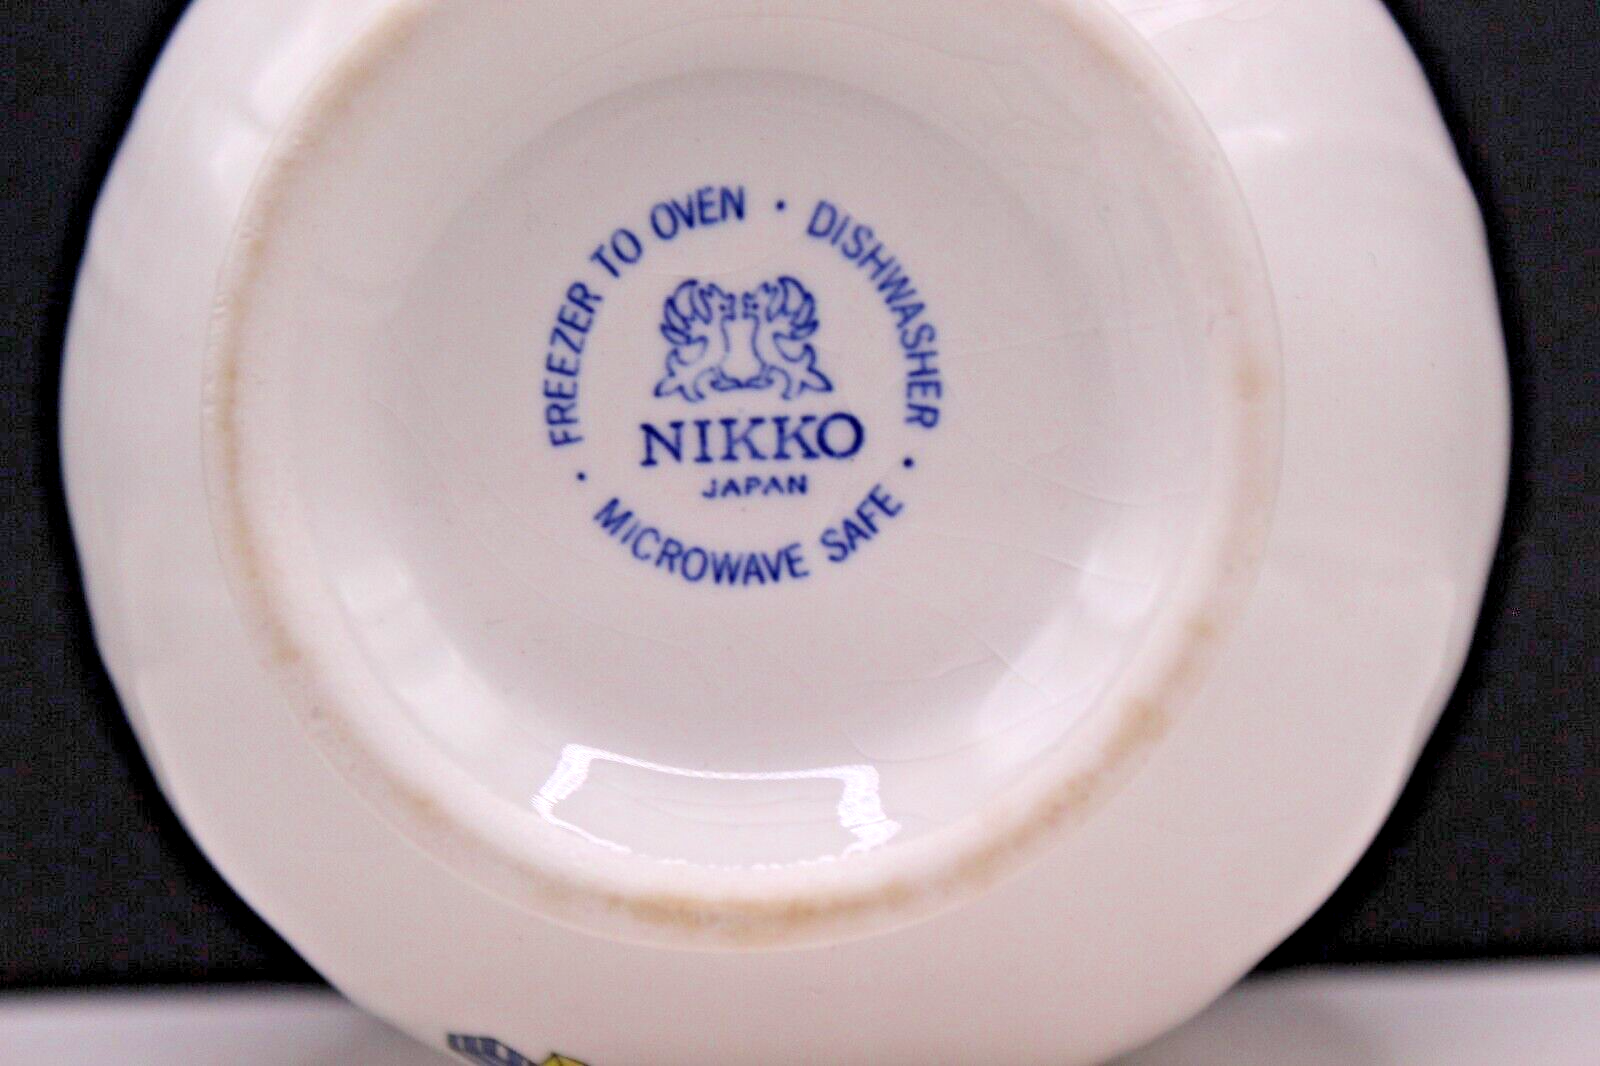 FREEZER TO OVEN · DISHWASHER · MICROWAVE SAFE ·
NIKKO
JAPAN